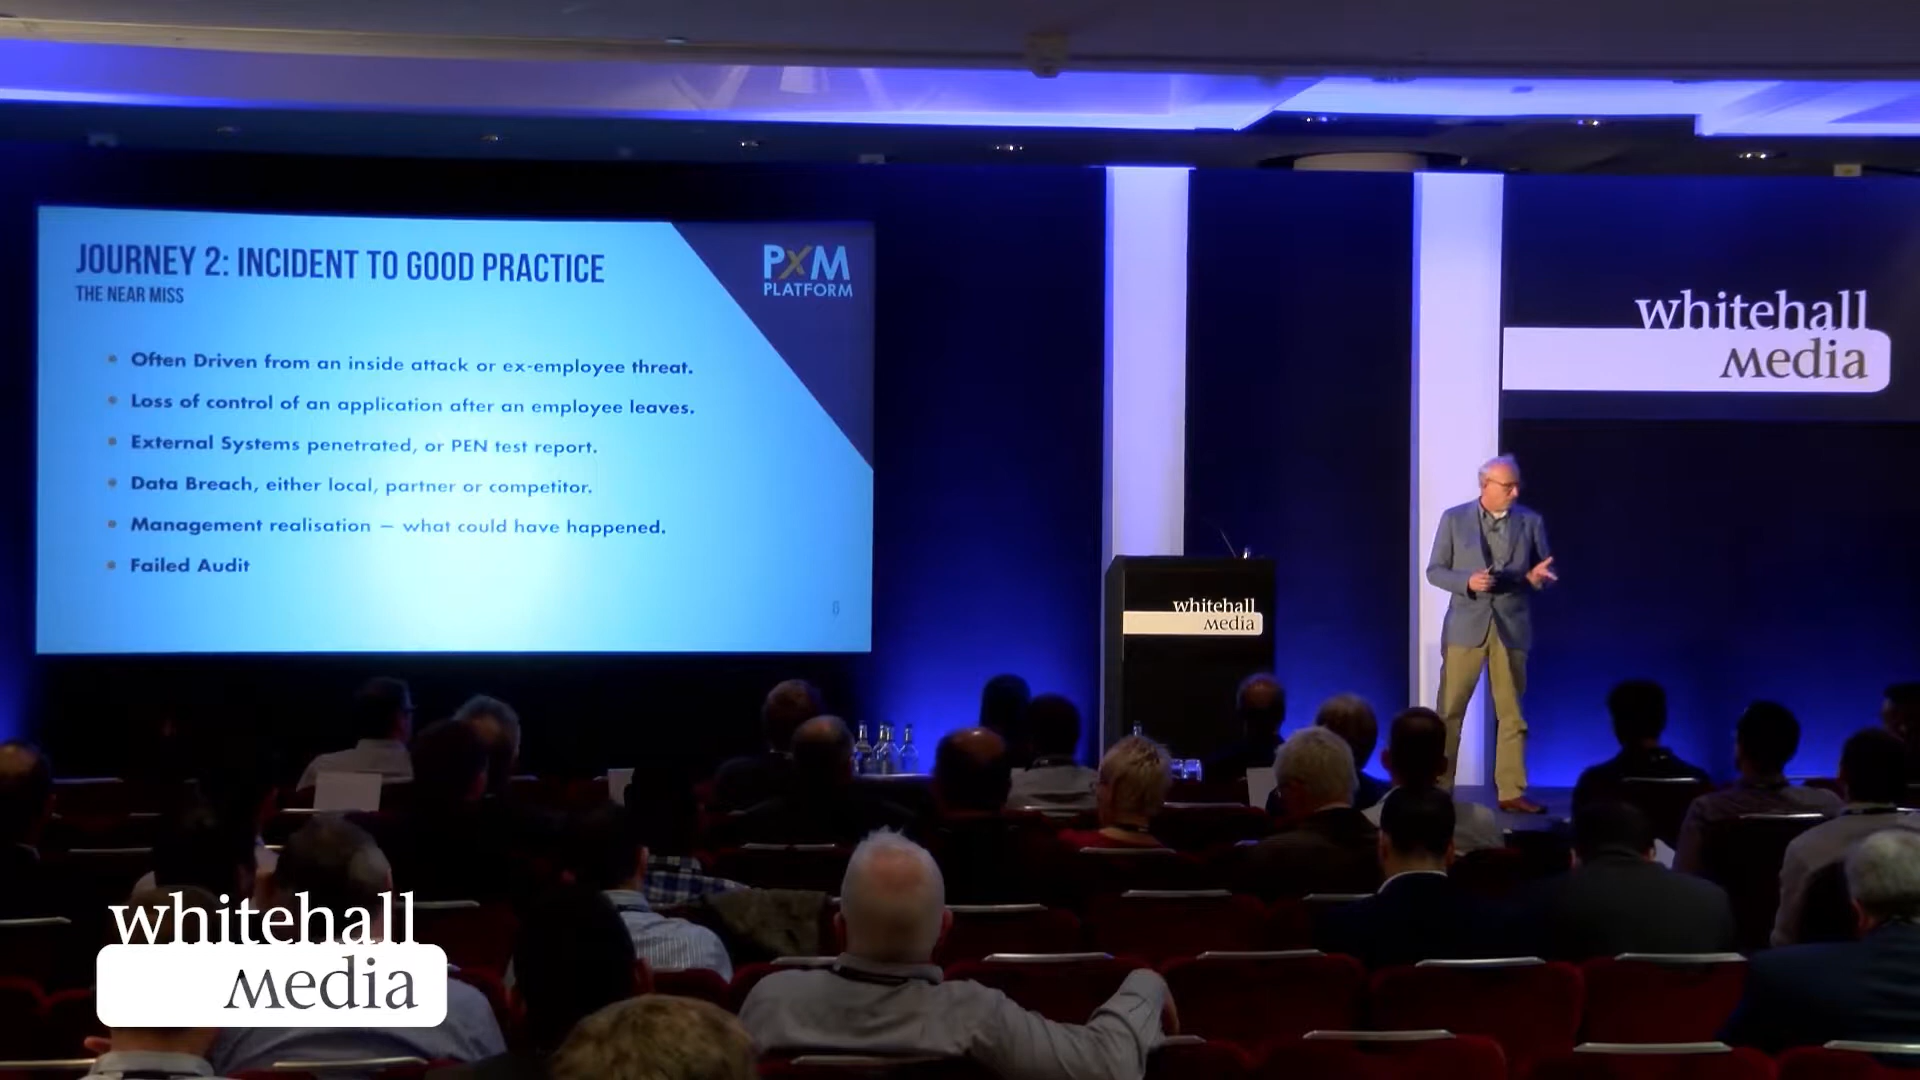 JOURNEY 2: INCIDENT TO GOOD PRACTICE
THE NEAR MISS
PXM
PLATFORM
Often Driven from an inside attack or ex-employee threat.
Loss of control of an application after an employee leaves.
External Systems penetrated, or PEN test report.
Data Breach, either local, partner or competitor.
Management realisation – what could have happened.
Failed Audit
6
whitehall
media
whitehall
media
whitehall
media